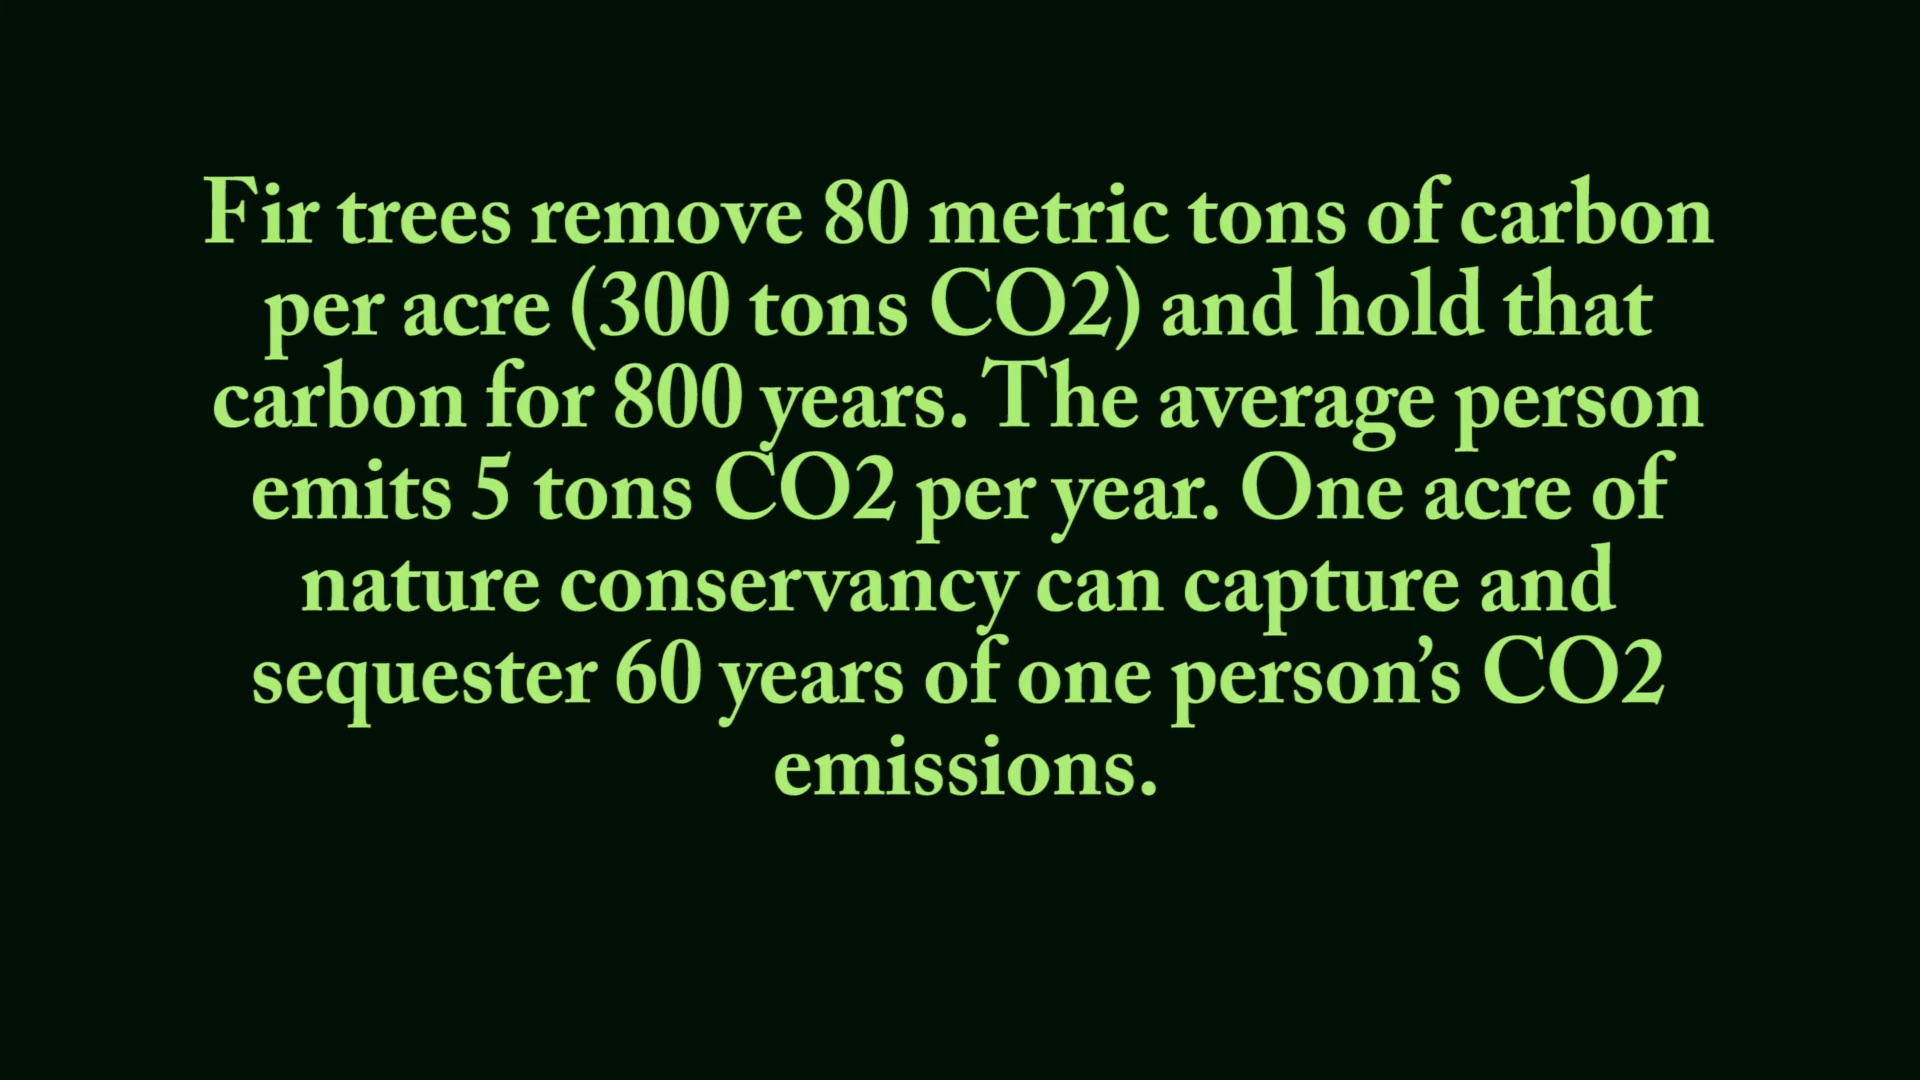 Fir trees remove 80 metric tons of carbon
per acre (300 tons CO2) and hold that
carbon for 800 years. The average person
emits 5 tons CO2 per year. One acre of
nature conservancy can capture and
sequester 60 years of one person’s CO2
emissions.